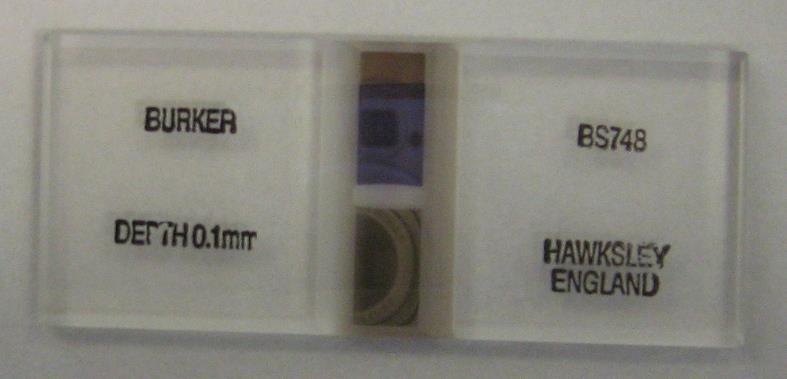 BURKER
DEPTH 0.1mm
BS748
HAWKSLEY
ENGLAND